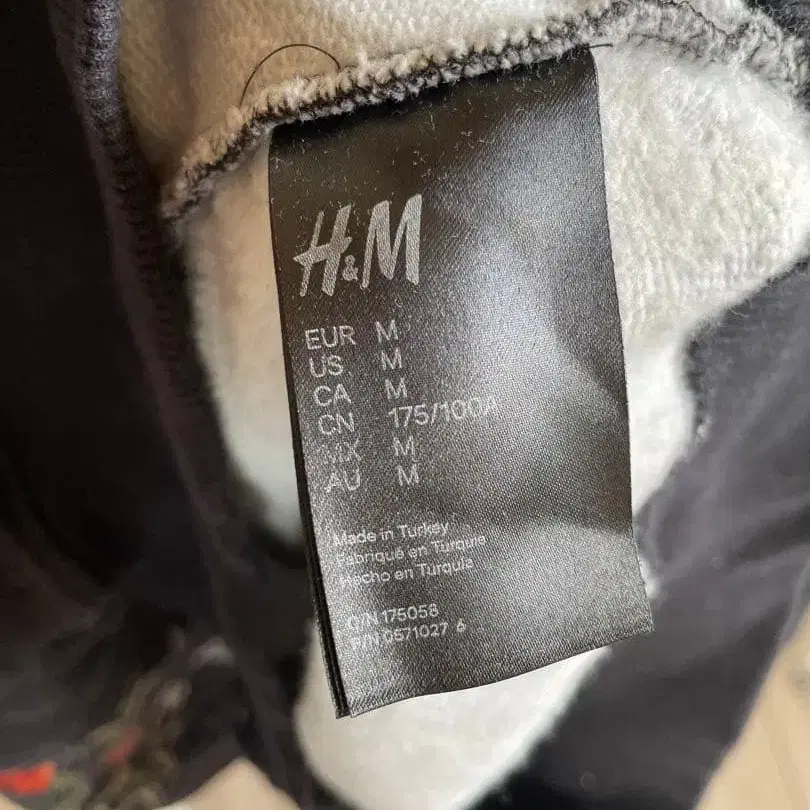 H&M
EUR M
US M
CA M
CN 175/100A
MX M
AU M
Made in Turkey
Fabriqué en Turquie
Hecho en Turquía
O/N 175058
P/N 0571027 6